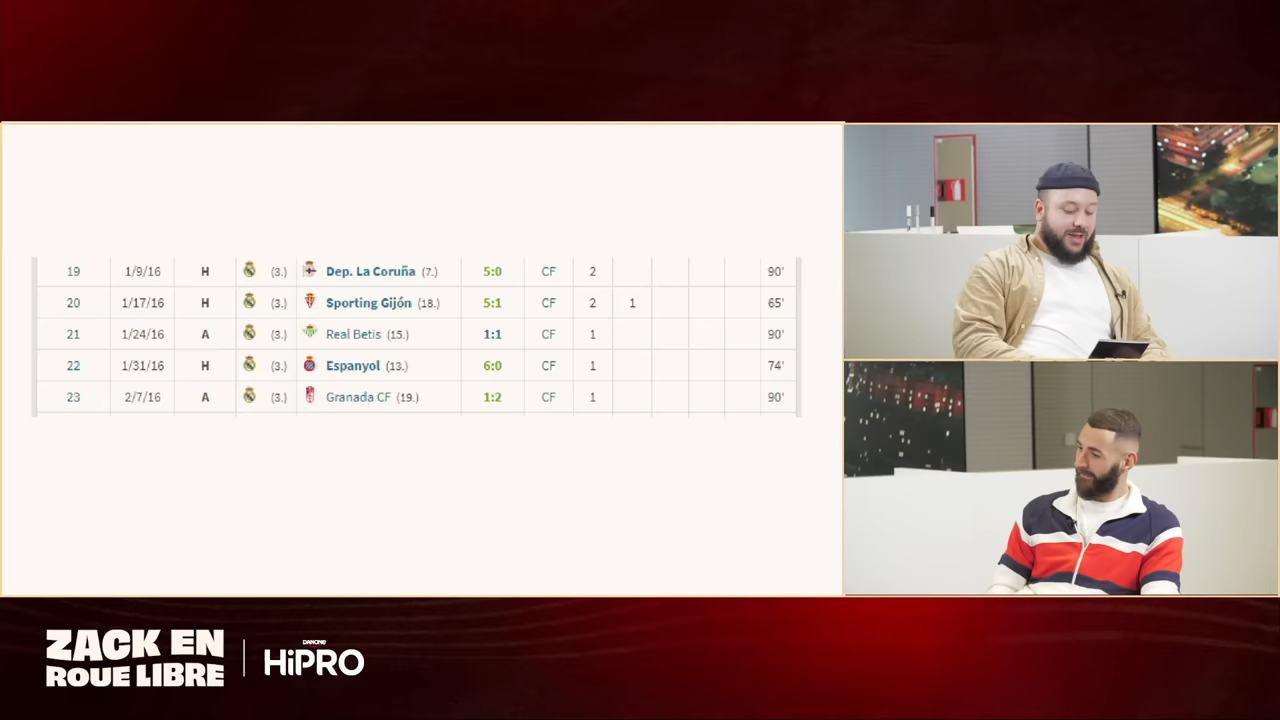 19 1/9/16 H (3.) Dep. La Coruña (7.) 5:0 CF 2 90'
20 1/17/16 H (3.) Sporting Gijón (18.) 5:1 CF 2 1 65'
21 1/24/16 A (3.) Real Betis (15.) 1:1 CF 1 90'
22 1/31/16 H (3.) Espanyol (13.) 6:0 CF 1 74'
23 2/7/16 A (3.) Granada CF (19.) 1:2 CF 1 90'
ZACK EN
ROUE LIBRE
DANONE
HiPRO